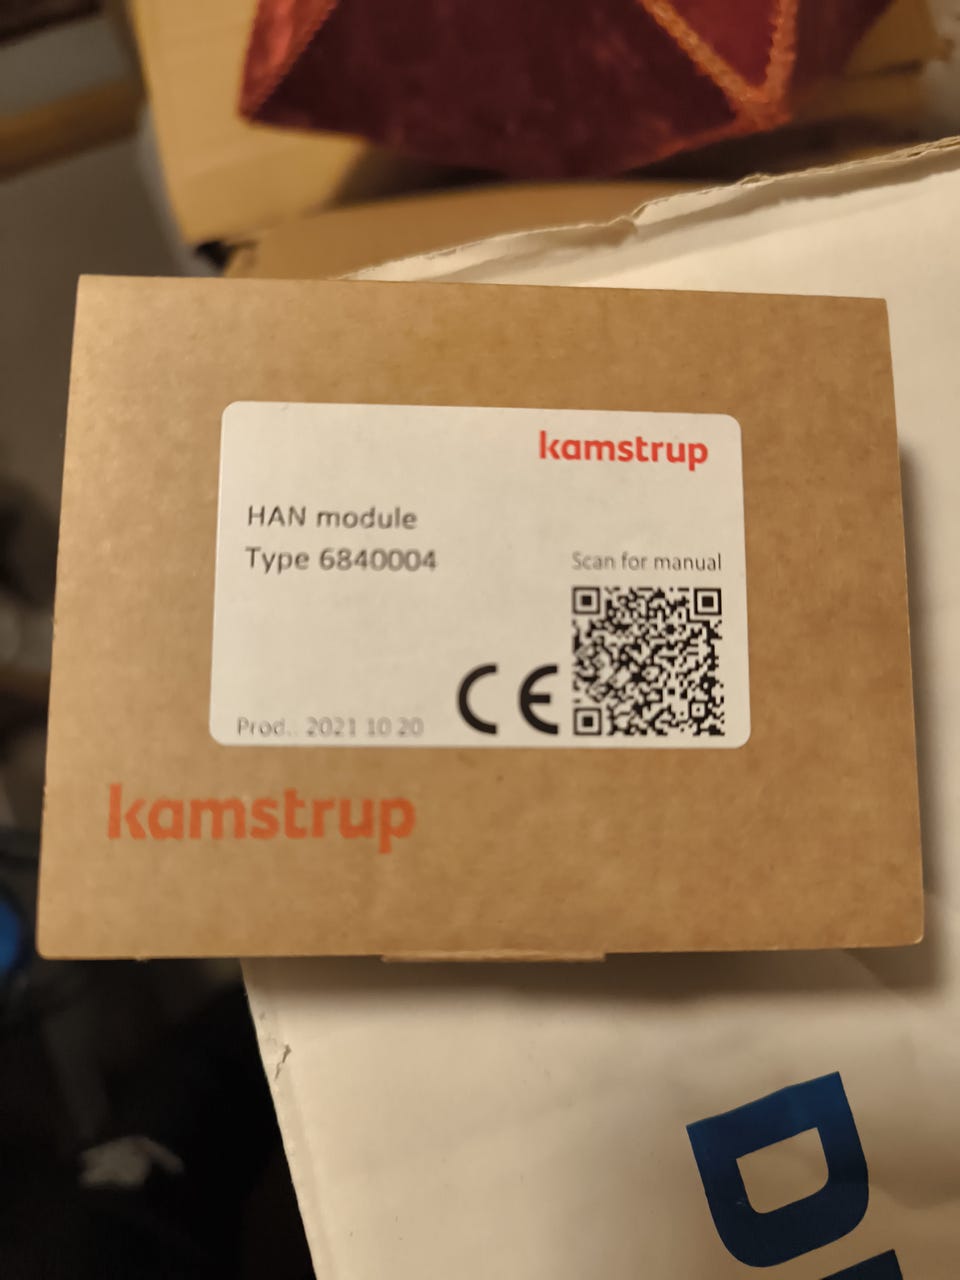 kamstrup
HAN module
Type 6840004
Scan for manual
Prod.. 2021 10 20
CE
kamstrup
D